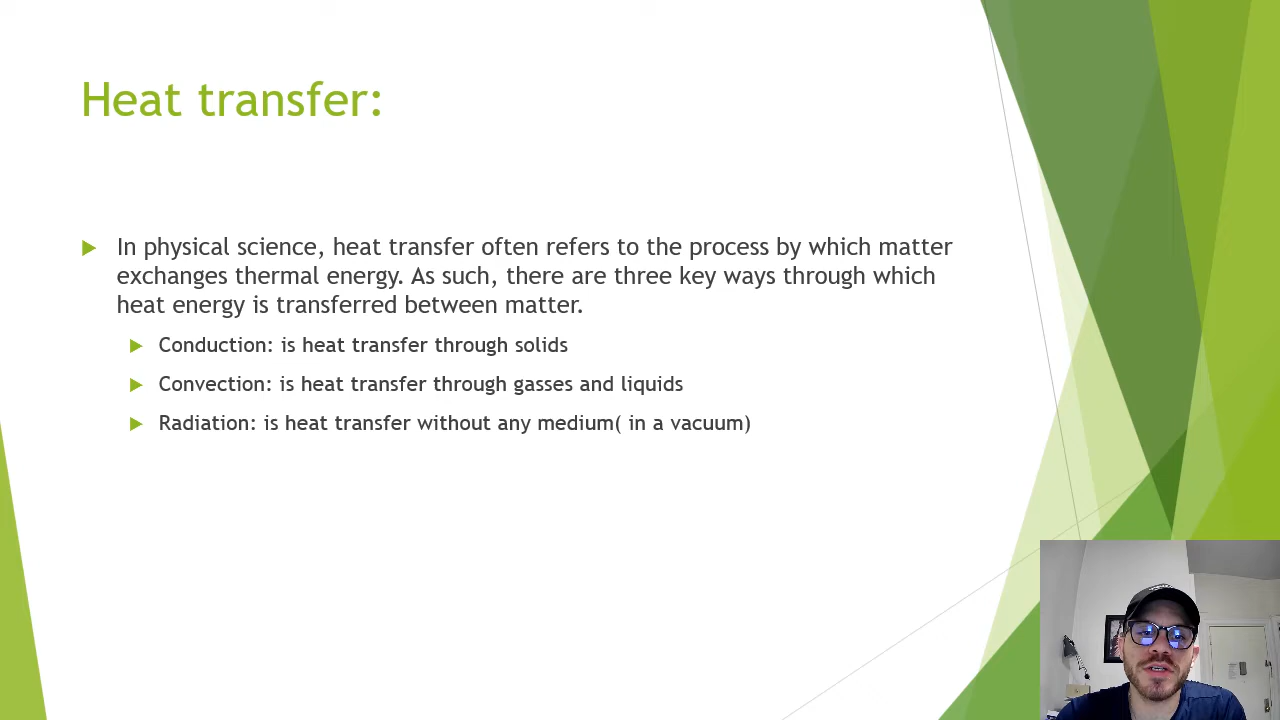 Heat transfer:
In physical science, heat transfer often refers to the process by which matter
exchanges thermal energy. As such, there are three key ways through which
heat energy is transferred between matter.
Conduction: is heat transfer through solids
Convection: is heat transfer through gasses and liquids
Radiation: is heat transfer without any medium( in a vacuum)